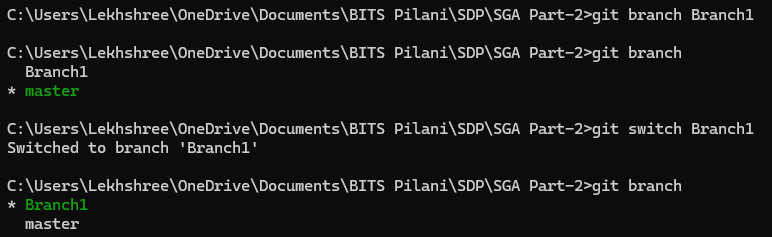 C:\Users\Lekhshree\OneDrive\Documents\BITS Pilani\SDP\SGA Part-2>git branch Branch1
C:\Users\Lekhshree\OneDrive\Documents\BITS Pilani\SDP\SGA Part-2>git branch
  Branch1
* master
C:\Users\Lekhshree\OneDrive\Documents\BITS Pilani\SDP\SGA Part-2>git switch Branch1
Switched to branch 'Branch1'
C:\Users\Lekhshree\OneDrive\Documents\BITS Pilani\SDP\SGA Part-2>git branch
* Branch1
  master